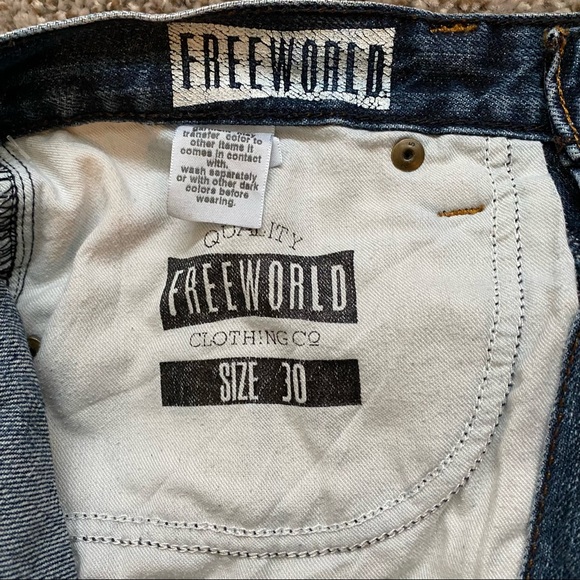 FREEWORLD
transfer color to
other items it
comes in contact
with.
wash separately
or with other dark
colors before
wearing.
QUALITY
FREEWORLD
CLOTHING CO
SIZE 30